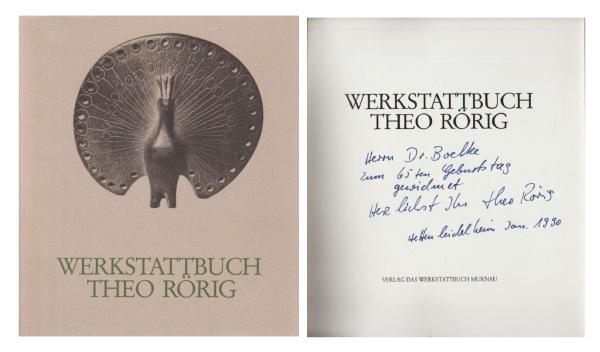 WERKSTATTBUCH
THEO RÖRIG
WERKSTATTBUCH
THEO RÖRIG
Herrn Dr. Boelke
zum 65ten Geburtstag
gewidmet
Herzlichst Ihr Theo Rörig
Hettenleidelheim Jan. 1990
VERLAG DAS WERKSTATTBUCH MURNAU